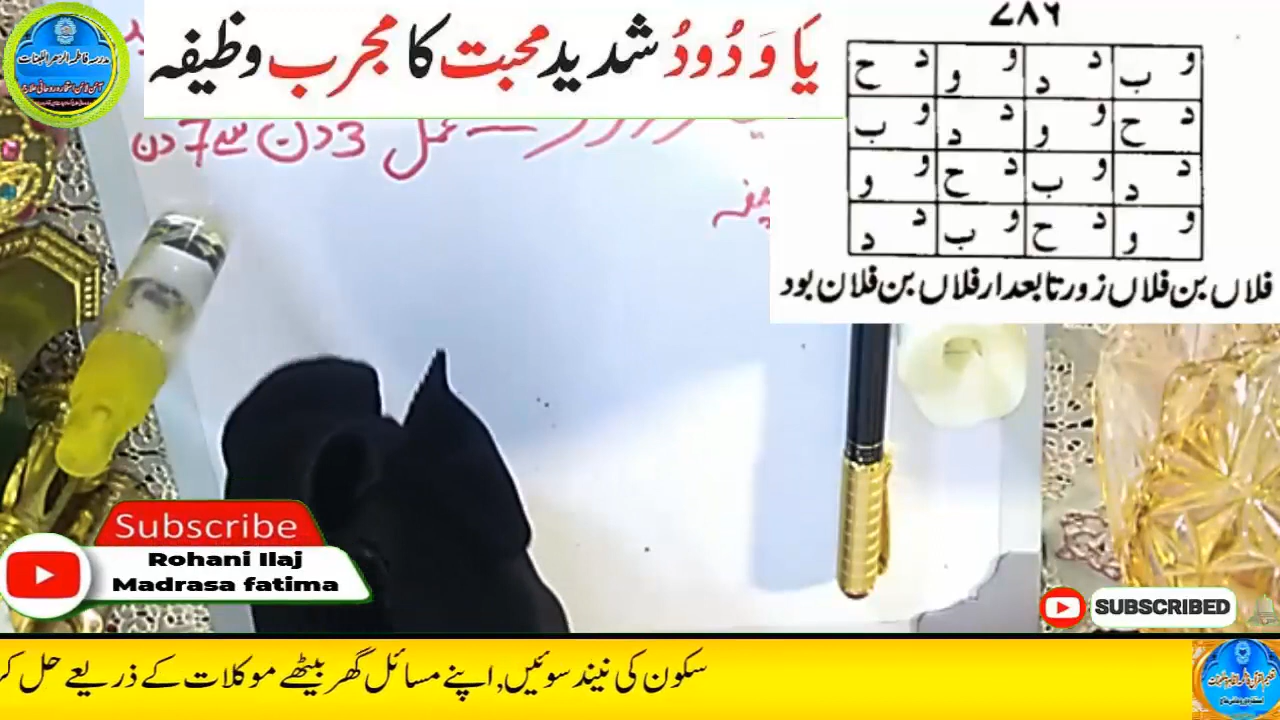 یَا وَدُودُ شدید محبت کا مجرب وظیفہ
۷۸۶
و ب د د و و د ح
د ح و و د د و ب
د د و ب د ح و و
و و د ح و ب د د
فلاں بن فلاں زور تابعدار فلاں بن فلان بود
عمل 3 دن سے 7 دن
Subscribe
Rohani Ilaj
Madrasa fatima
SUBSCRIBED
سکون کی نیند سوئیں, اپنے مسائل گھر بیٹھے موکلات کے ذریعے حل کر